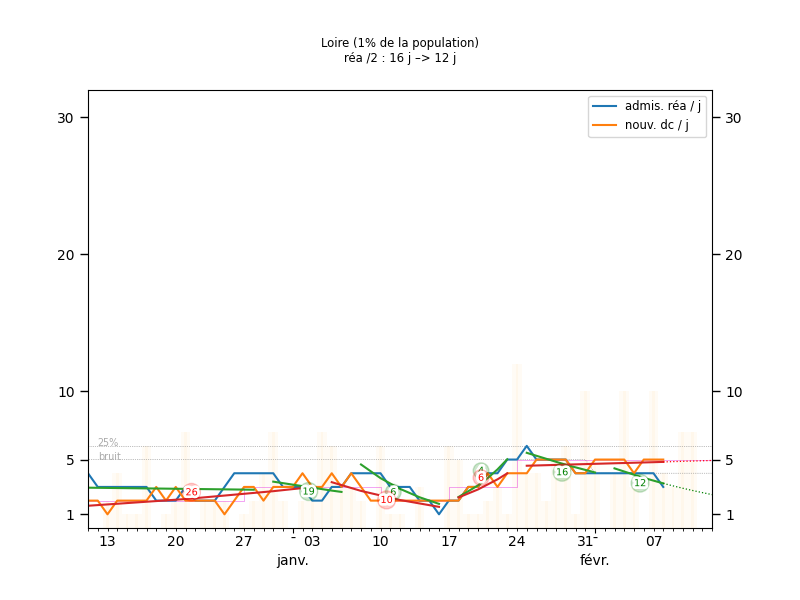 Loire (1% de la population)
réa /2 : 16 j –> 12 j
admis. réa / j
nouv. dc / j
30 30
20 20
10 10
25%
bruit
5 5
1 1
26 19 10 6 4 6 16 12
13 20 27 03 10 17 24 31 07
janv. févr.